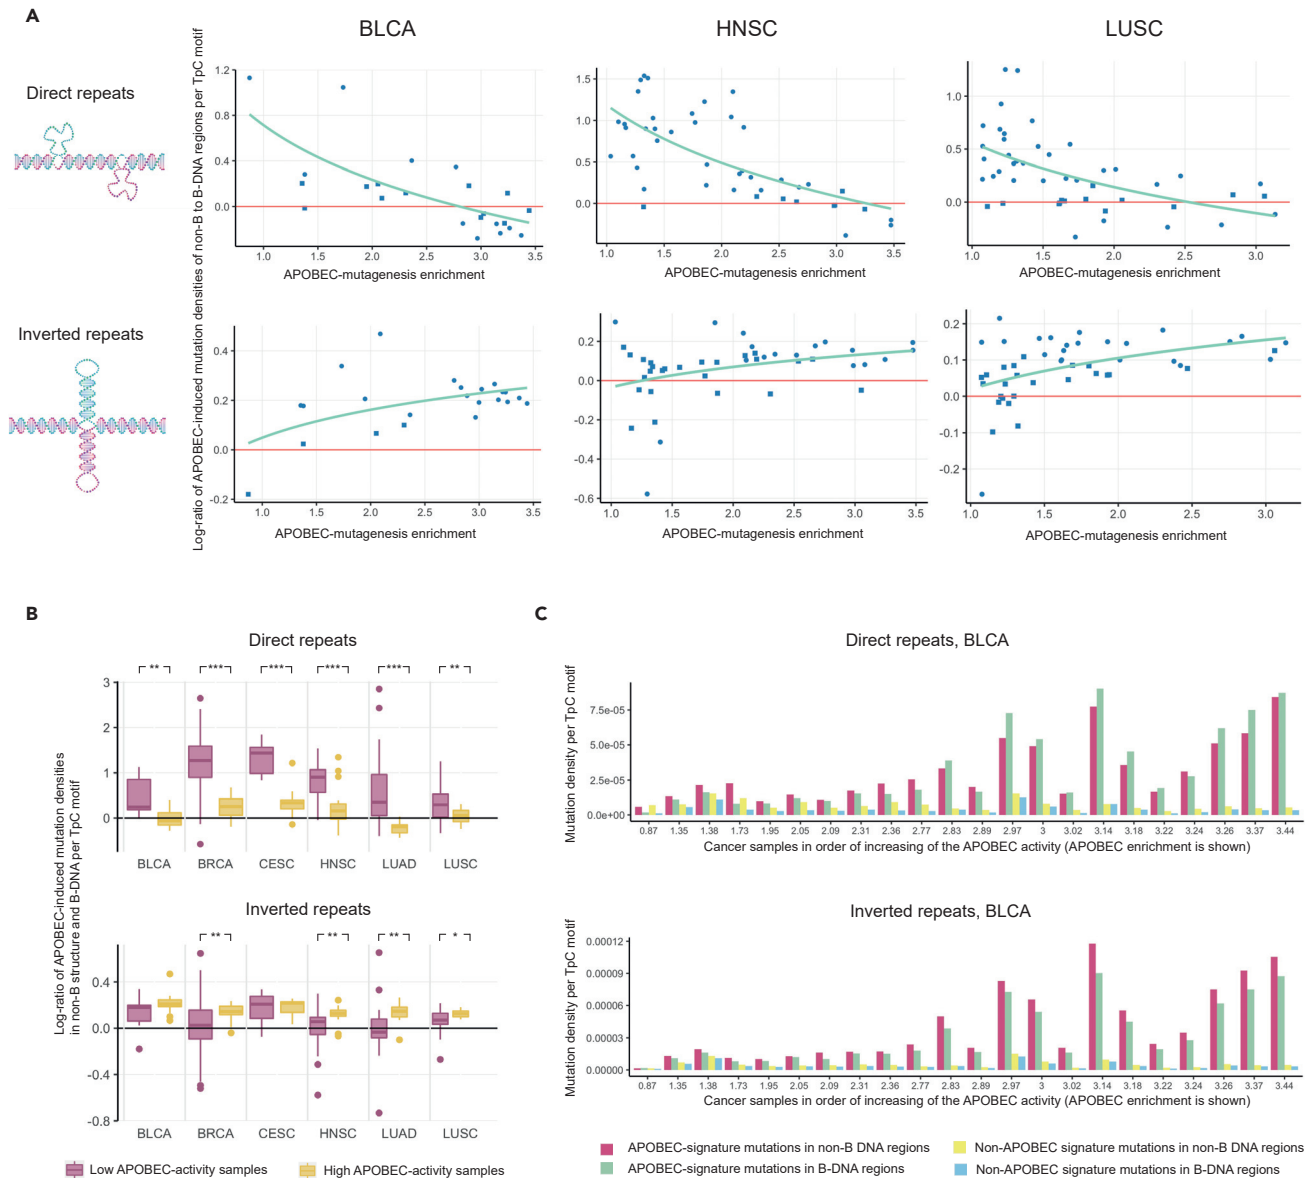 A
BLCA
HNSC
LUSC
Direct repeats
Inverted repeats
Log-ratio of APOBEC-induced mutation densities of non-B to B-DNA regions per TpC motif
1.2
0.8
0.4
0.0
1.0
1.5
2.0
2.5
3.0
3.5
APOBEC-mutagenesis enrichment
1.5
1.0
0.5
0.0
1.0
1.5
2.0
2.5
3.0
3.5
APOBEC-mutagenesis enrichment
1.0
0.5
0.0
1.0
1.5
2.0
2.5
3.0
APOBEC-mutagenesis enrichment
0.4
0.2
0.0
-0.2
1.0
1.5
2.0
2.5
3.0
3.5
APOBEC-mutagenesis enrichment
0.2
0.0
-0.2
-0.4
-0.6
1.0
1.5
2.0
2.5
3.0
3.5
APOBEC-mutagenesis enrichment
0.2
0.1
0.0
-0.1
-0.2
1.0
1.5
2.0
2.5
3.0
APOBEC-mutagenesis enrichment
B
Direct repeats
Log-ratio of APOBEC-induced mutation densities
in non-B structure and B-DNA per TpC motif
** *** *** *** *** **
3
2
1
0
BLCA BRCA CESC HNSC LUAD LUSC
Inverted repeats
** ** ** *
0.4
0.0
-0.4
-0.8
BLCA BRCA CESC HNSC LUAD LUSC
Low APOBEC-activity samples
High APOBEC-activity samples
C
Direct repeats, BLCA
Mutation density per TpC motif
7.5e-05
5.0e-05
2.5e-05
0.0e+00
0.87 1.35 1.38 1.73 1.95 2.05 2.09 2.31 2.36 2.77 2.83 2.89 2.97 3 3.02 3.14 3.18 3.22 3.24 3.26 3.37 3.44
Cancer samples in order of increasing of the APOBEC activity (APOBEC enrichment is shown)
Inverted repeats, BLCA
Mutation density per TpC motif
0.00012
0.00009
0.00006
0.00003
0.00000
0.87 1.35 1.38 1.73 1.95 2.05 2.09 2.31 2.36 2.77 2.83 2.89 2.97 3 3.02 3.14 3.18 3.22 3.24 3.26 3.37 3.44
Cancer samples in order of increasing of the APOBEC activity (APOBEC enrichment is shown)
APOBEC-signature mutations in non-B DNA regions
APOBEC-signature mutations in B-DNA regions
Non-APOBEC signature mutations in non-B DNA regions
Non-APOBEC signature mutations in B-DNA regions